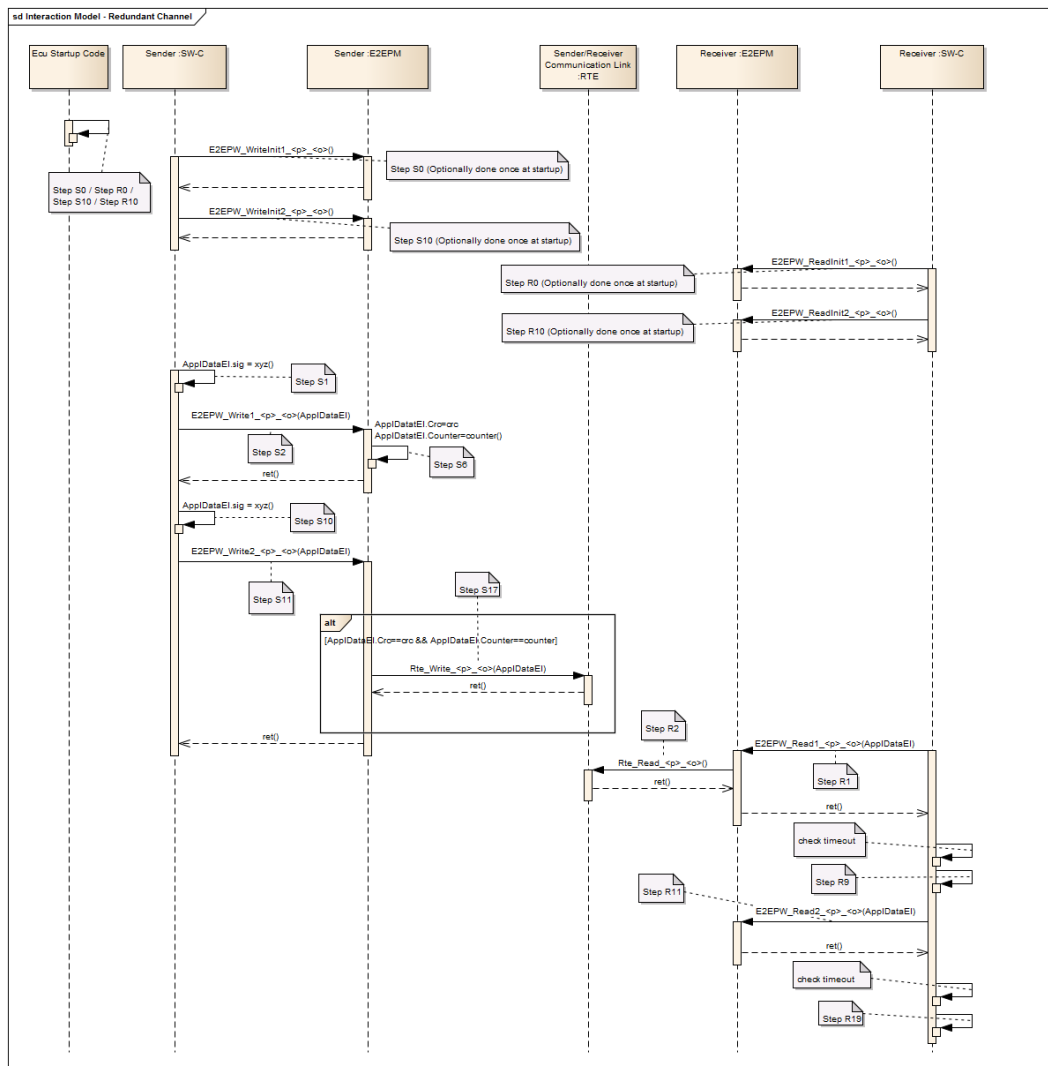 sd Interaction Model - Redundant Channel
Ecu Startup Code
Sender :SW-C
Sender :E2EPM
Sender/Receiver
Communication Link
:RTE
Receiver :E2EPM
Receiver :SW-C
E2EPW_WriteInit1_<p>_<o>()
Step S0 (Optionally done once at startup)
Step S0 / Step R0 /
Step S10 / Step R10
E2EPW_WriteInit2_<p>_<o>()
Step S10 (Optionally done once at startup)
E2EPW_ReadInit1_<p>_<o>()
Step R0 (Optionally done once at startup)
E2EPW_ReadInit2_<p>_<o>()
Step R10 (Optionally done once at startup)
ApplDataEl.sig = xyz()
Step S1
E2EPW_Write1_<p>_<o>(ApplDataEl)
ApplDatatEl.Crc=crc
ApplDatatEl.Counter=counter()
Step S2
Step S6
ret()
ApplDataEl.sig = xyz()
Step S10
E2EPW_Write2_<p>_<o>(ApplDataEl)
Step S17
Step S11
alt
[ApplDataEl.Crc==crc && ApplDataEl.Counter==counter]
Rte_Write_<p>_<o>(ApplDataEl)
ret()
Step R2
ret()
E2EPW_Read1_<p>_<o>(ApplDataEl)
Rte_Read_<p>_<o>()
Step R1
ret()
ret()
check timeout
Step R9
Step R11
E2EPW_Read2_<p>_<o>(ApplDataEl)
ret()
check timeout
Step R19